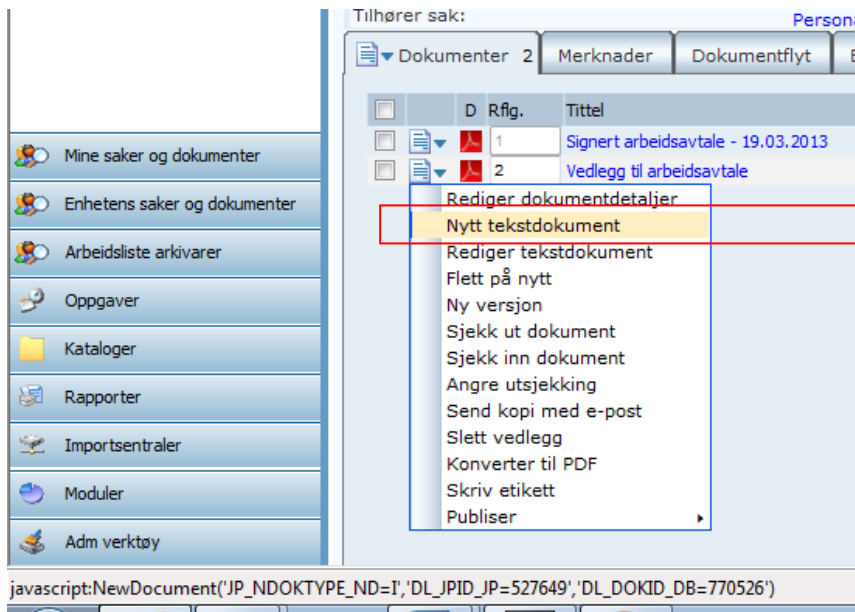 Tilhører sak:
Dokumenter 2 Merknader Dokumentflyt
D Rflg. Tittel
1 Signert arbeidsavtale - 19.03.2013
2 Vedlegg til arbeidsavtale
Rediger dokumentdetaljer
Nytt tekstdokument
Rediger tekstdokument
Flett på nytt
Ny versjon
Sjekk ut dokument
Sjekk inn dokument
Angre utsjekking
Send kopi med e-post
Slett vedlegg
Konverter til PDF
Skriv etikett
Publiser
Mine saker og dokumenter
Enhetens saker og dokumenter
Arbeidsliste arkivarer
Oppgaver
Kataloger
Rapporter
Importsentraler
Moduler
Adm verktøy
javascript:NewDocument('JP_NDOKTYPE_ND=I','DL_JPID_JP=527649','DL_DOKID_DB=770526')